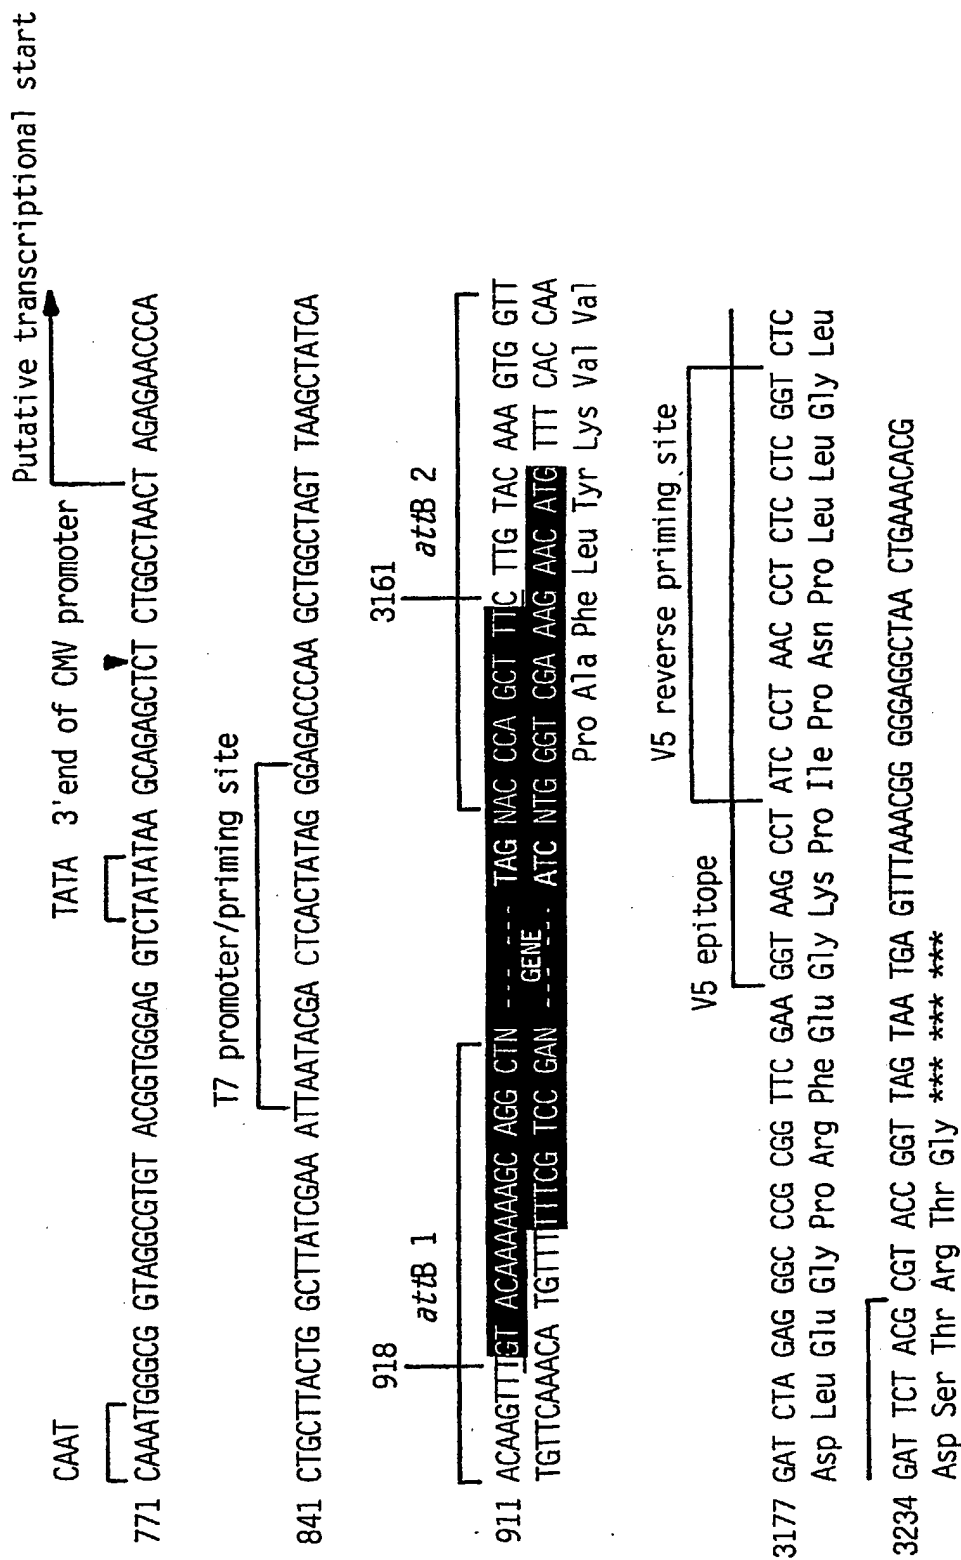 Putative transcriptional start
CAAT TATA 3'end of CMV promoter
771 CAAATGGGCG GTAGGCGTGT ACGGTGGGAG GTCTATATAA GCAGAGCTCT CTGGCTAACT AGAGAACCCA
T7 promoter/priming site
841 CTGCTTACTG GCTTATCGAA ATTAATACGA CTCACTATAG GGAGACCCAA GCTGGCTAGT TAAGCTATCA
918 3161
attB 1 attB 2
911 ACAAGTTTGT ACAAAAAAGC AGG CTN ---- --- TAG NAC CCA GCT TTC TTG TAC AAA GTG GTT
GENE
TGTTCAAACA TGTTTTTTCG TCC GAN --- --- ATC NTG GGT CGA AAG AAC ATG TTT CAC CAA
Pro Ala Phe Leu Tyr Lys Val Val
V5 reverse priming site
V5 epitope
3177 GAT CTA GAG GGC CCG CGG TTC GAA GGT AAG CCT ATC CCT AAC CCT CTC CTC GGT CTC
Asp Leu Glu Gly Pro Arg Phe Glu Gly Lys Pro Ile Pro Asn Pro Leu Leu Gly Leu
3234 GAT TCT ACG CGT ACC GGT TAG TAA TGA GTTTAAACGG GGGAGGCTAA CTGAAACACG
Asp Ser Thr Arg Thr Gly *** *** ***